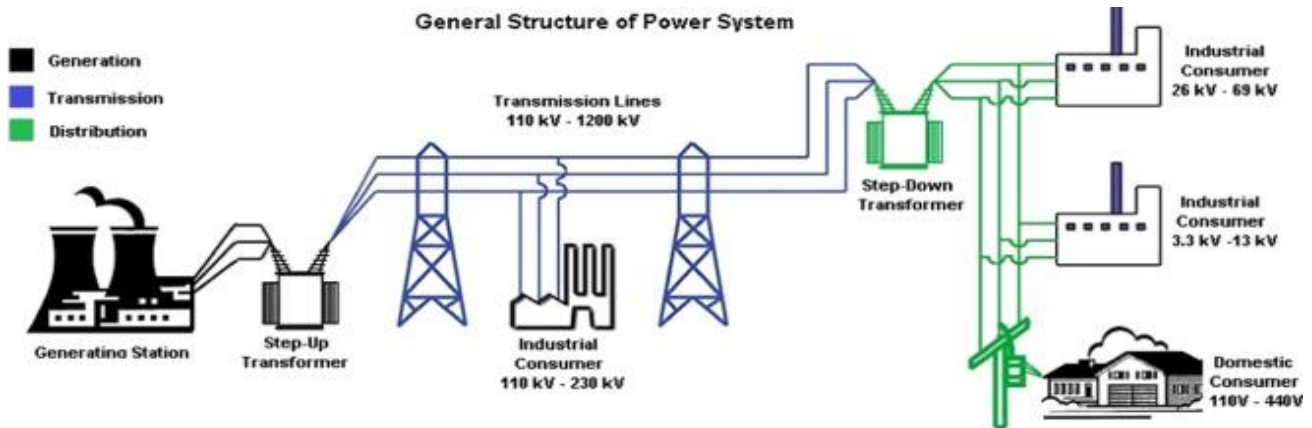 General Structure of Power System
Generation
Transmission
Distribution
Transmission Lines
110 kV - 1200 kV
Industrial
Consumer
26 kV - 69 kV
Step-Down
Transformer
Industrial
Consumer
3.3 kV -13 kV
Generating Station
Step-Up
Transformer
Industrial
Consumer
110 kV - 230 kV
Domestic
Consumer
110V - 440V